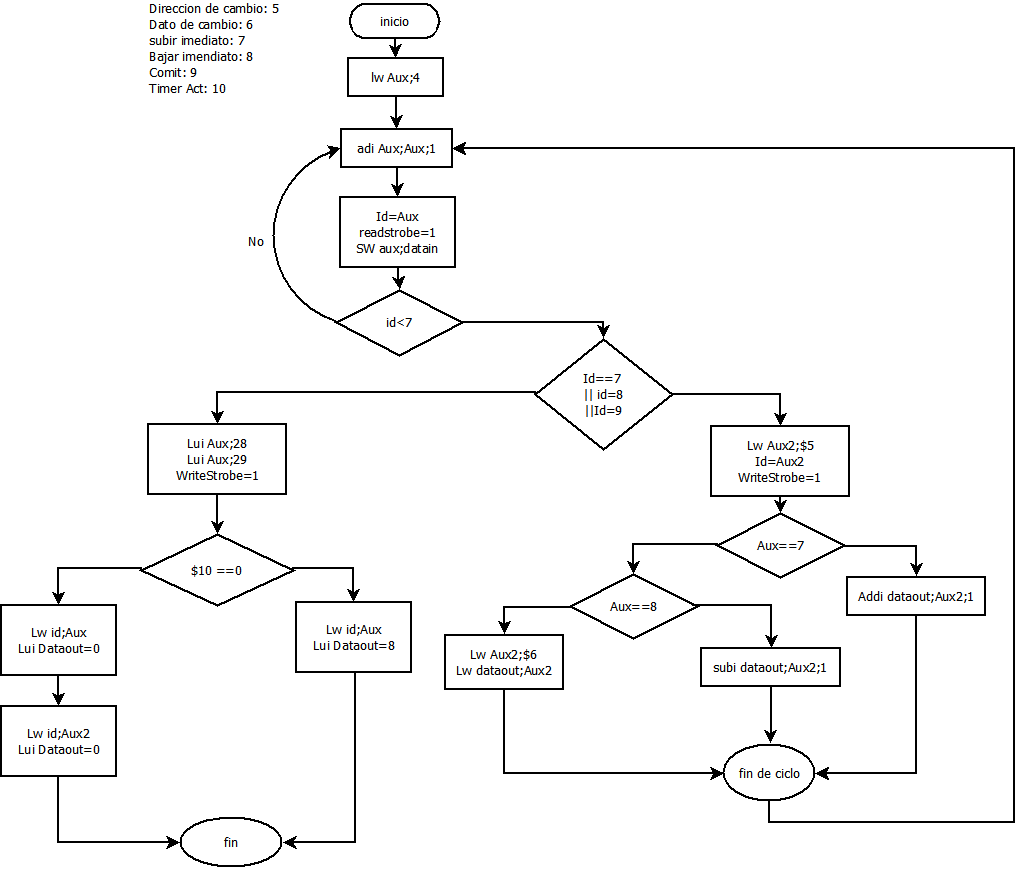 Direccion de cambio: 5
Dato de cambio: 6
subir imediato: 7
Bajar imendiato: 8
Comit: 9
Timer Act: 10
inicio
lw Aux;4
adi Aux;Aux;1
Id=Aux
readstrobe=1
SW aux;datain
No
id<7
Id==7
|| id=8
||Id=9
Lui Aux;28
Lui Aux;29
WriteStrobe=1
Lw Aux2;$5
Id=Aux2
WriteStrobe=1
$10 ==0
Aux==7
Lw id;Aux
Lui Dataout=0
Lw id;Aux
Lui Dataout=8
Aux==8
Addi dataout;Aux2;1
Lw Aux2;$6
Lw dataout;Aux2
subi dataout;Aux2;1
Lw id;Aux2
Lui Dataout=0
fin de ciclo
fin